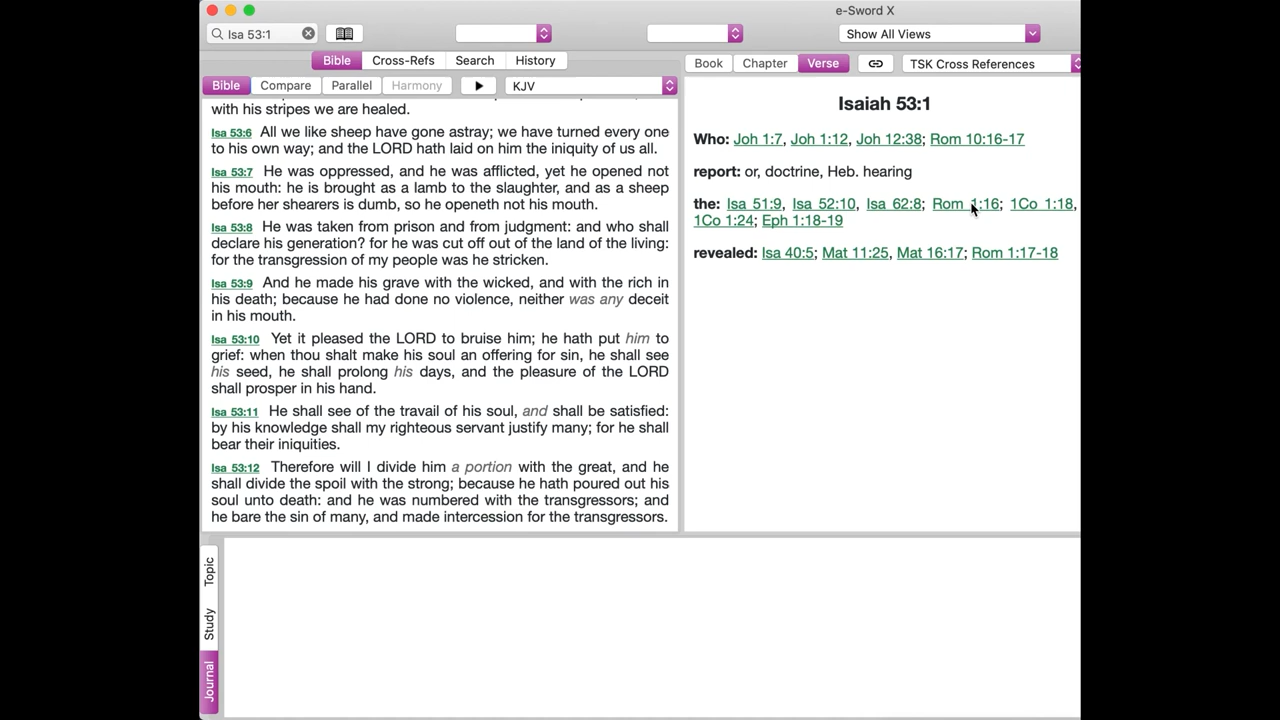 e-Sword X
Isa 53:1
Show All Views
Bible Cross-Refs Search History
Bible Compare Parallel Harmony KJV
with his stripes we are healed.
Isa 53:6 All we like sheep have gone astray; we have turned every one
to his own way; and the LORD hath laid on him the iniquity of us all.
Isa 53:7 He was oppressed, and he was afflicted, yet he opened not
his mouth: he is brought as a lamb to the slaughter, and as a sheep
before her shearers is dumb, so he openeth not his mouth.
Isa 53:8 He was taken from prison and from judgment: and who shall
declare his generation? for he was cut off out of the land of the living:
for the transgression of my people was he stricken.
Isa 53:9 And he made his grave with the wicked, and with the rich in
his death; because he had done no violence, neither was any deceit
in his mouth.
Isa 53:10 Yet it pleased the LORD to bruise him; he hath put him to
grief: when thou shalt make his soul an offering for sin, he shall see
his seed, he shall prolong his days, and the pleasure of the LORD
shall prosper in his hand.
Isa 53:11 He shall see of the travail of his soul, and shall be satisfied:
by his knowledge shall my righteous servant justify many; for he shall
bear their iniquities.
Isa 53:12 Therefore will I divide him a portion with the great, and he
shall divide the spoil with the strong; because he hath poured out his
soul unto death: and he was numbered with the transgressors; and
he bare the sin of many, and made intercession for the transgressors.
Book Chapter Verse TSK Cross References
Isaiah 53:1
Who: Joh 1:7, Joh 1:12, Joh 12:38; Rom 10:16-17
report: or, doctrine, Heb. hearing
the: Isa 51:9, Isa 52:10, Isa 62:8; Rom 1:16; 1Co 1:18,
1Co 1:24; Eph 1:18-19
revealed: Isa 40:5; Mat 11:25, Mat 16:17; Rom 1:17-18
Topic
Study
Journal